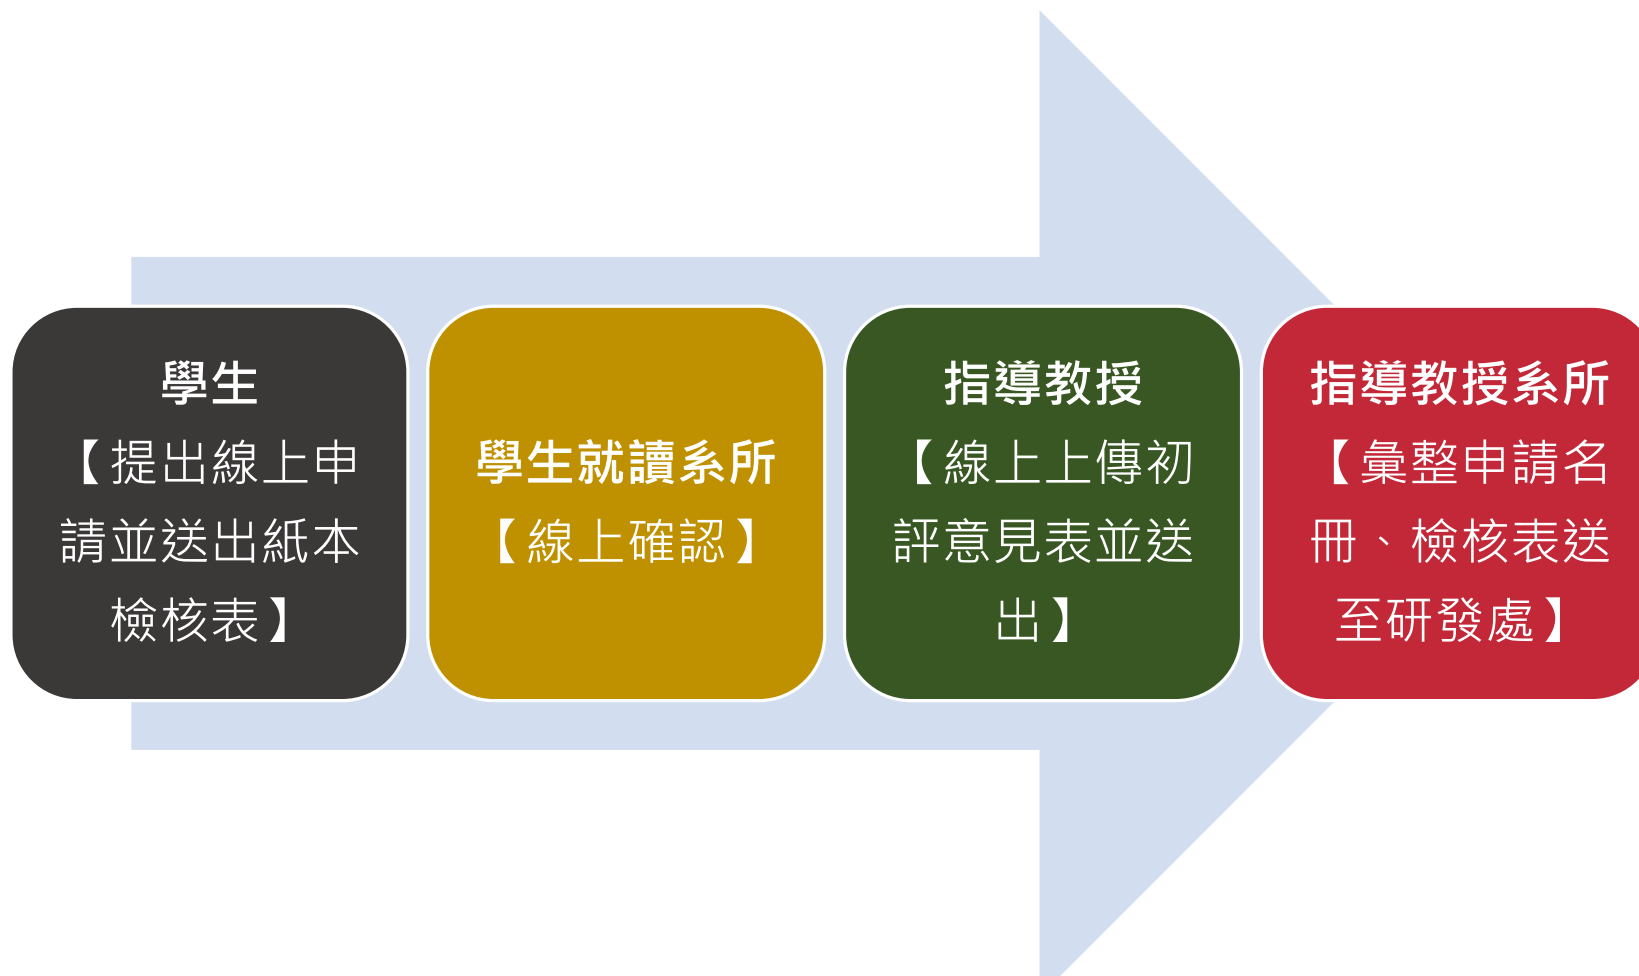 學生
【提出線上申
請並送出紙本
檢核表】
學生就讀系所
【線上確認】
指導教授
【線上上傳初
評意見表並送
出】
指導教授系所
【彙整申請名
冊、檢核表送
至研發處】